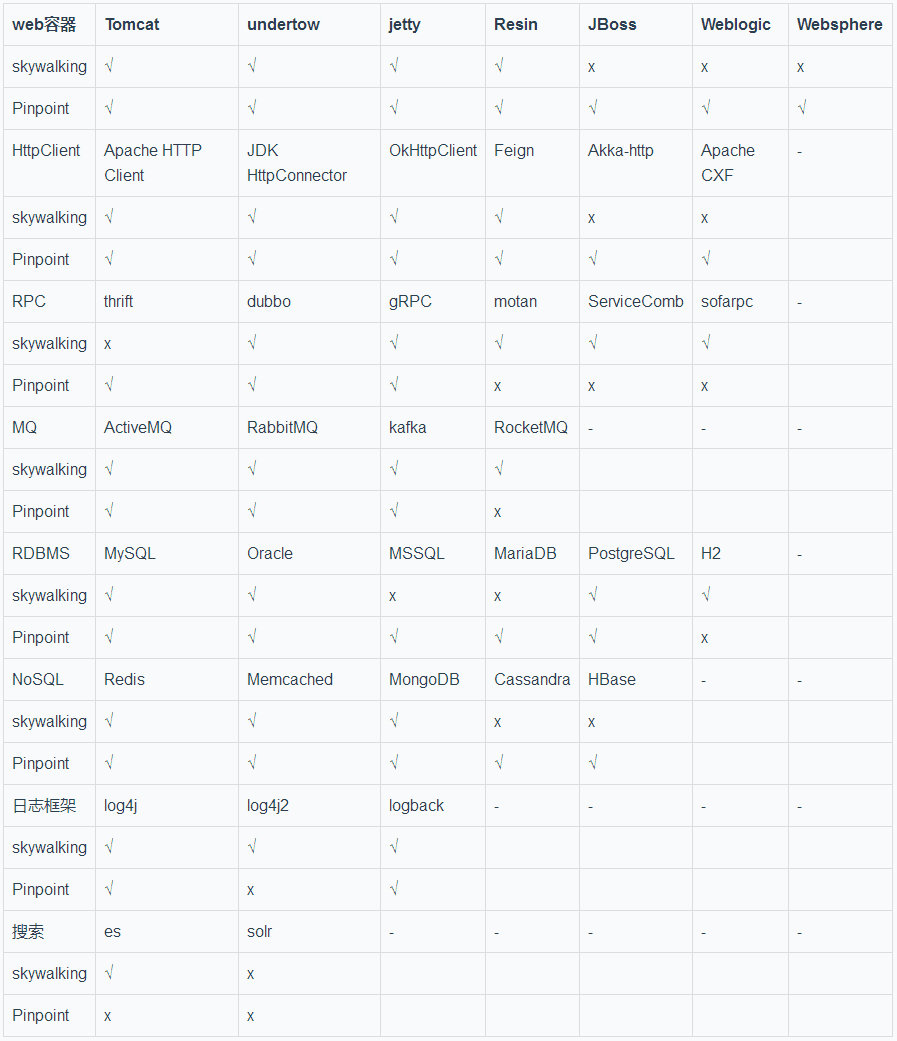 web容器 Tomcat undertow jetty Resin JBoss Weblogic Websphere
skywalking √ √ √ √ x x x
Pinpoint √ √ √ √ √ √ √
HttpClient Apache HTTP JDK OkHttpClient Feign Akka-http Apache -
Client HttpConnector CXF
skywalking √ √ √ √ x x
Pinpoint √ √ √ √ √ √
RPC thrift dubbo gRPC motan ServiceComb sofarpc -
skywalking x √ √ √ √ √
Pinpoint √ √ √ x x x
MQ ActiveMQ RabbitMQ kafka RocketMQ - - -
skywalking √ √ √ √
Pinpoint √ √ √ x
RDBMS MySQL Oracle MSSQL MariaDB PostgreSQL H2 -
skywalking √ √ x x √ √
Pinpoint √ √ √ √ √ x
NoSQL Redis Memcached MongoDB Cassandra HBase - -
skywalking √ √ √ x x
Pinpoint √ √ √ √ √
日志框架 log4j log4j2 logback - - - -
skywalking √ √ √
Pinpoint √ x √
搜索 es solr - - - - -
skywalking √ x
Pinpoint x x